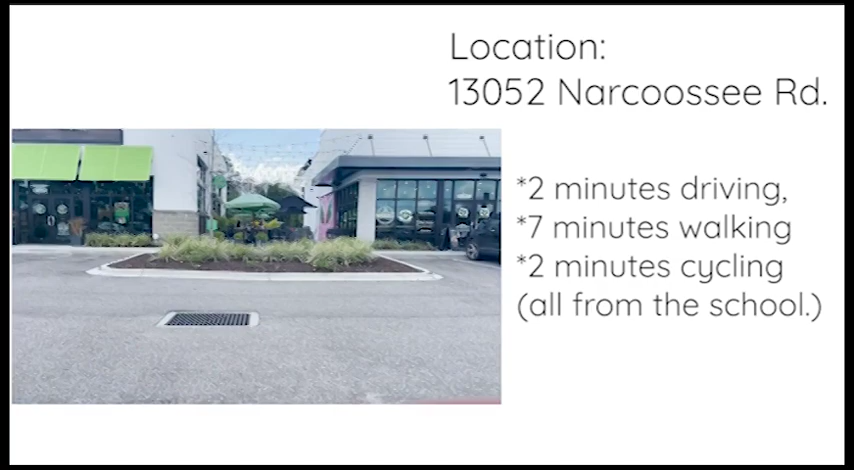 Location:
13052 Narcoossee Rd.
*2 minutes driving,
*7 minutes walking
*2 minutes cycling
(all from the school.)